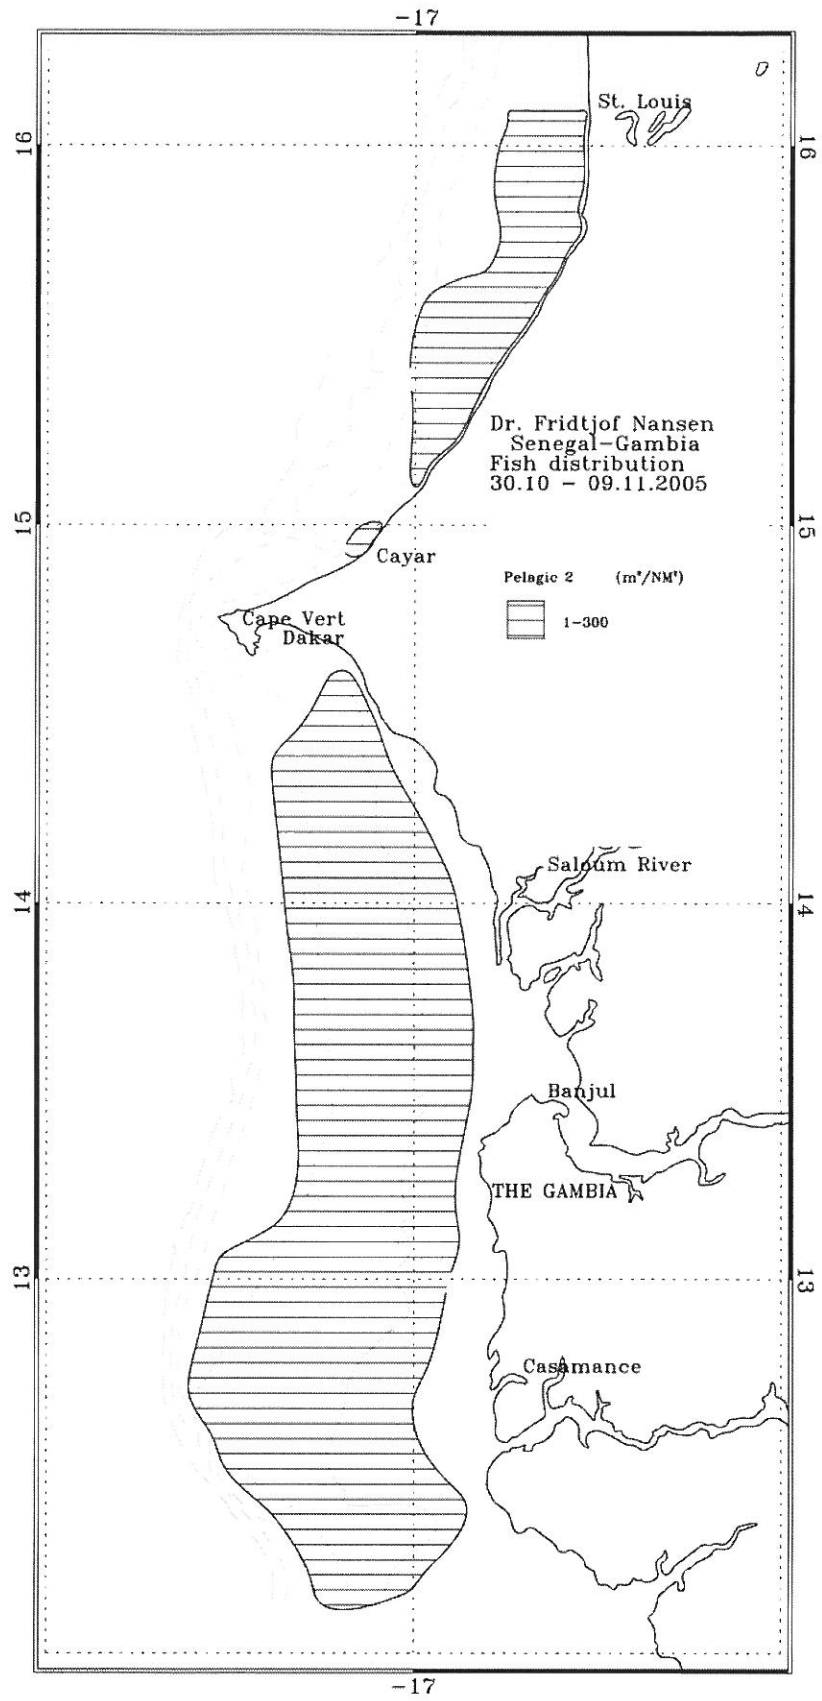 -17
St. Louis
16
16
Dr. Fridtjof Nansen
Senegal-Gambia
Fish distribution
30.10 - 09.11.2005
15
15
Cayar
Pelagic 2 (m²/NM²)
1-300
Cape Vert
Dakar
Saloum River
14
14
Banjul
THE GAMBIA
13
13
Casamance
-17